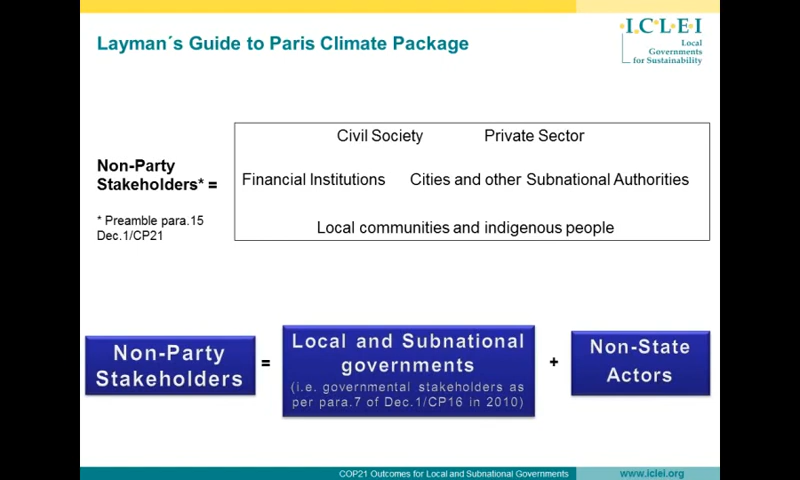 Layman´s Guide to Paris Climate Package
·I·C·L·E·I
Local
Governments
for Sustainability
Civil Society Private Sector
Non-Party
Stakeholders* =
Financial Institutions Cities and other Subnational Authorities
* Preamble para.15
Dec.1/CP21
Local communities and indigenous people
Non-Party
Stakeholders
=
Local and Subnational
governments
(i.e. governmental stakeholders as
per para.7 of Dec.1/CP16 in 2010)
+
Non-State
Actors
COP21 Outcomes for Local and Subnational Governments
www.iclei.org